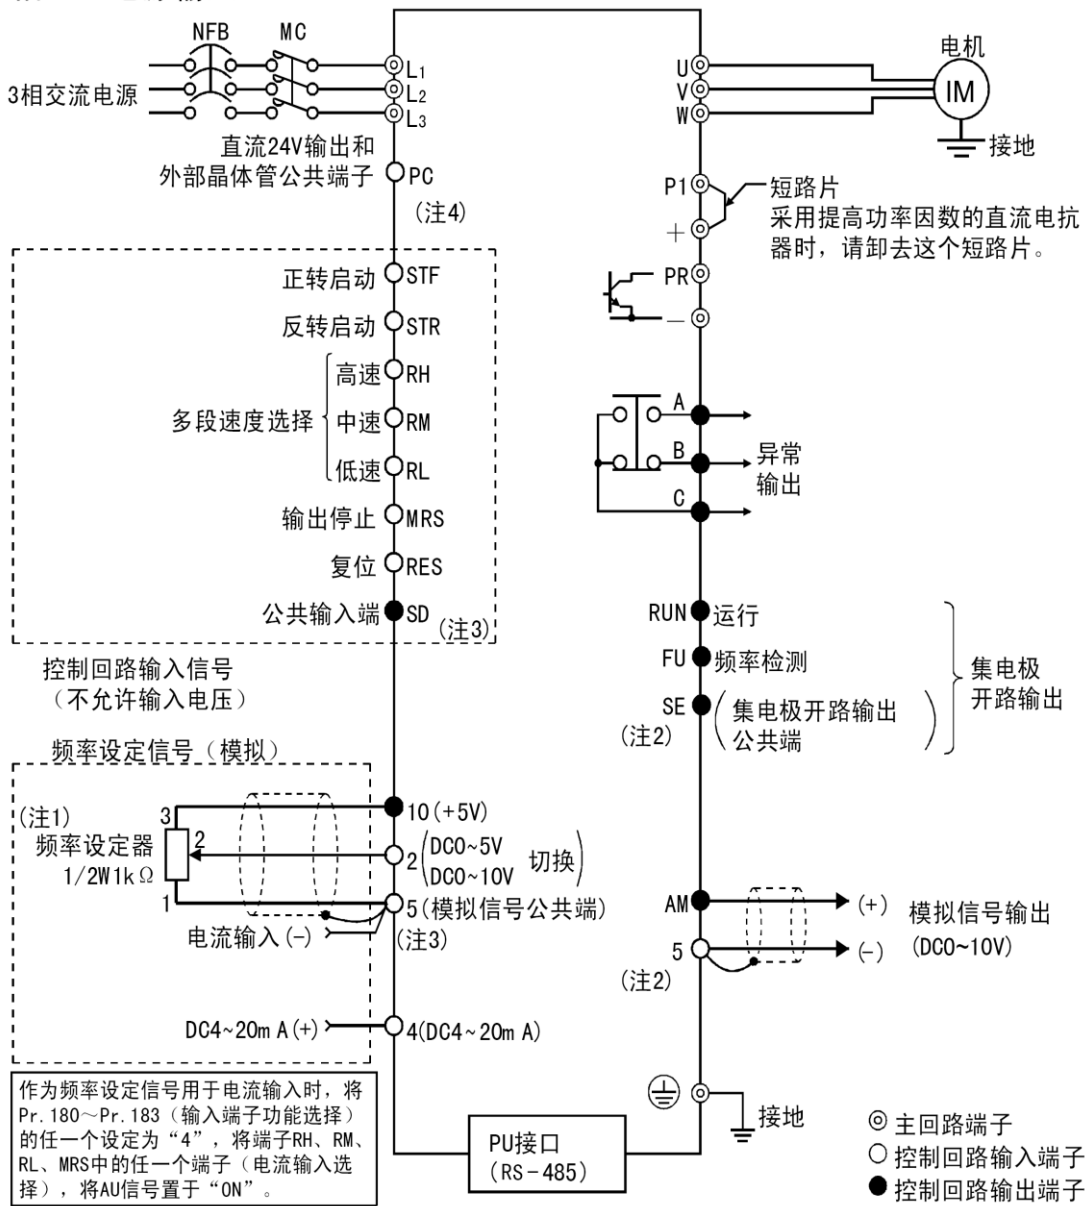 NFB MC
3相交流电源
L1
L2
L3
直流24V输出和
外部晶体管公共端子 PC
(注4)
正转启动 STF
反转启动 STR
多段速度选择
高速 RH
中速 RM
低速 RL
输出停止 MRS
复位 RES
公共输入端 SD
(注3)
控制回路输入信号
（不允许输入电压）
频率设定信号（模拟）
(注1)
频率设定器
1/2W1kΩ
3
2
1
10(+5V)
2
DC0~5V
DC0~10V
切换
5(模拟信号公共端)
电流输入(-)
(注3)
DC4~20mA(+)
4(DC4~20mA)
作为频率设定信号用于电流输入时，将
Pr.180～Pr.183（输入端子功能选择）
的任一个设定为“4”，将端子RH、RM、
RL、MRS中的任一个端子（电流输入选
择），将AU信号置于“ON”。
PU接口
(RS-485)
U
V
W
电机
IM
接地
P1
+
短路片
采用提高功率因数的直流电抗
器时，请卸去这个短路片。
PR
−
A
B
C
异常
输出
RUN 运行
FU 频率检测
SE
(注2)
集电极开路输出
公共端
集电极
开路输出
AM
5
(注2)
(+)
(-)
模拟信号输出
(DC0~10V)
接地
◎主回路端子
○控制回路输入端子
●控制回路输出端子